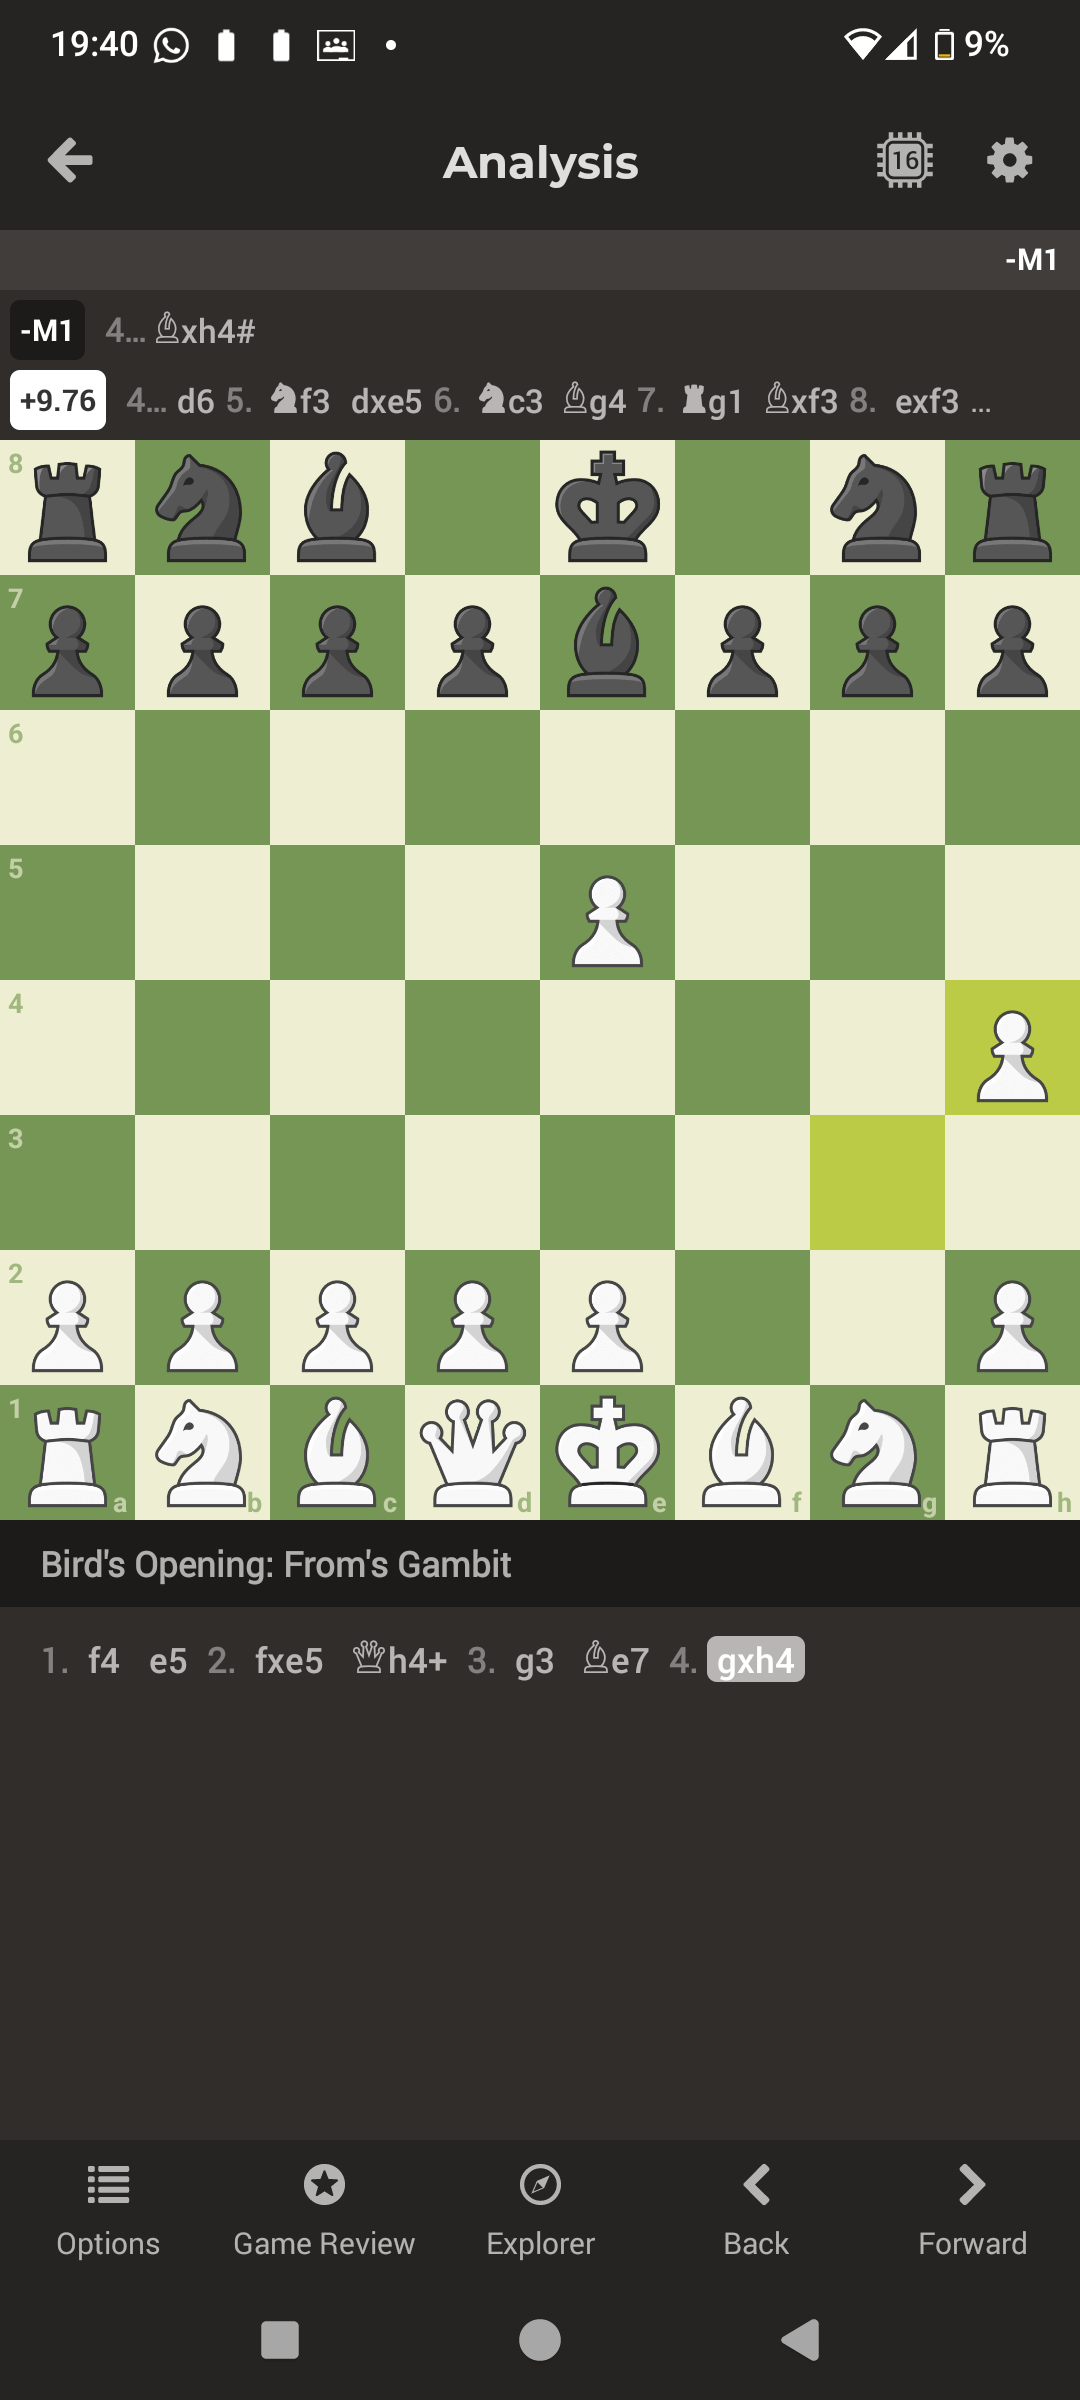 19:40 9%
Analysis 16
-M1
-M1 4... ♗xh4#
+9.76 4... d6 5. ♞f3 dxe5 6. ♞c3 ♗g4 7. ♜g1 ♗xf3 8. exf3 ...
8
7
6
5
4
3
2
1
a b c d e f g h
Bird's Opening: From's Gambit
1. f4 e5 2. fxe5 ♕h4+ 3. g3 ♗e7 4. gxh4
Options Game Review Explorer Back Forward